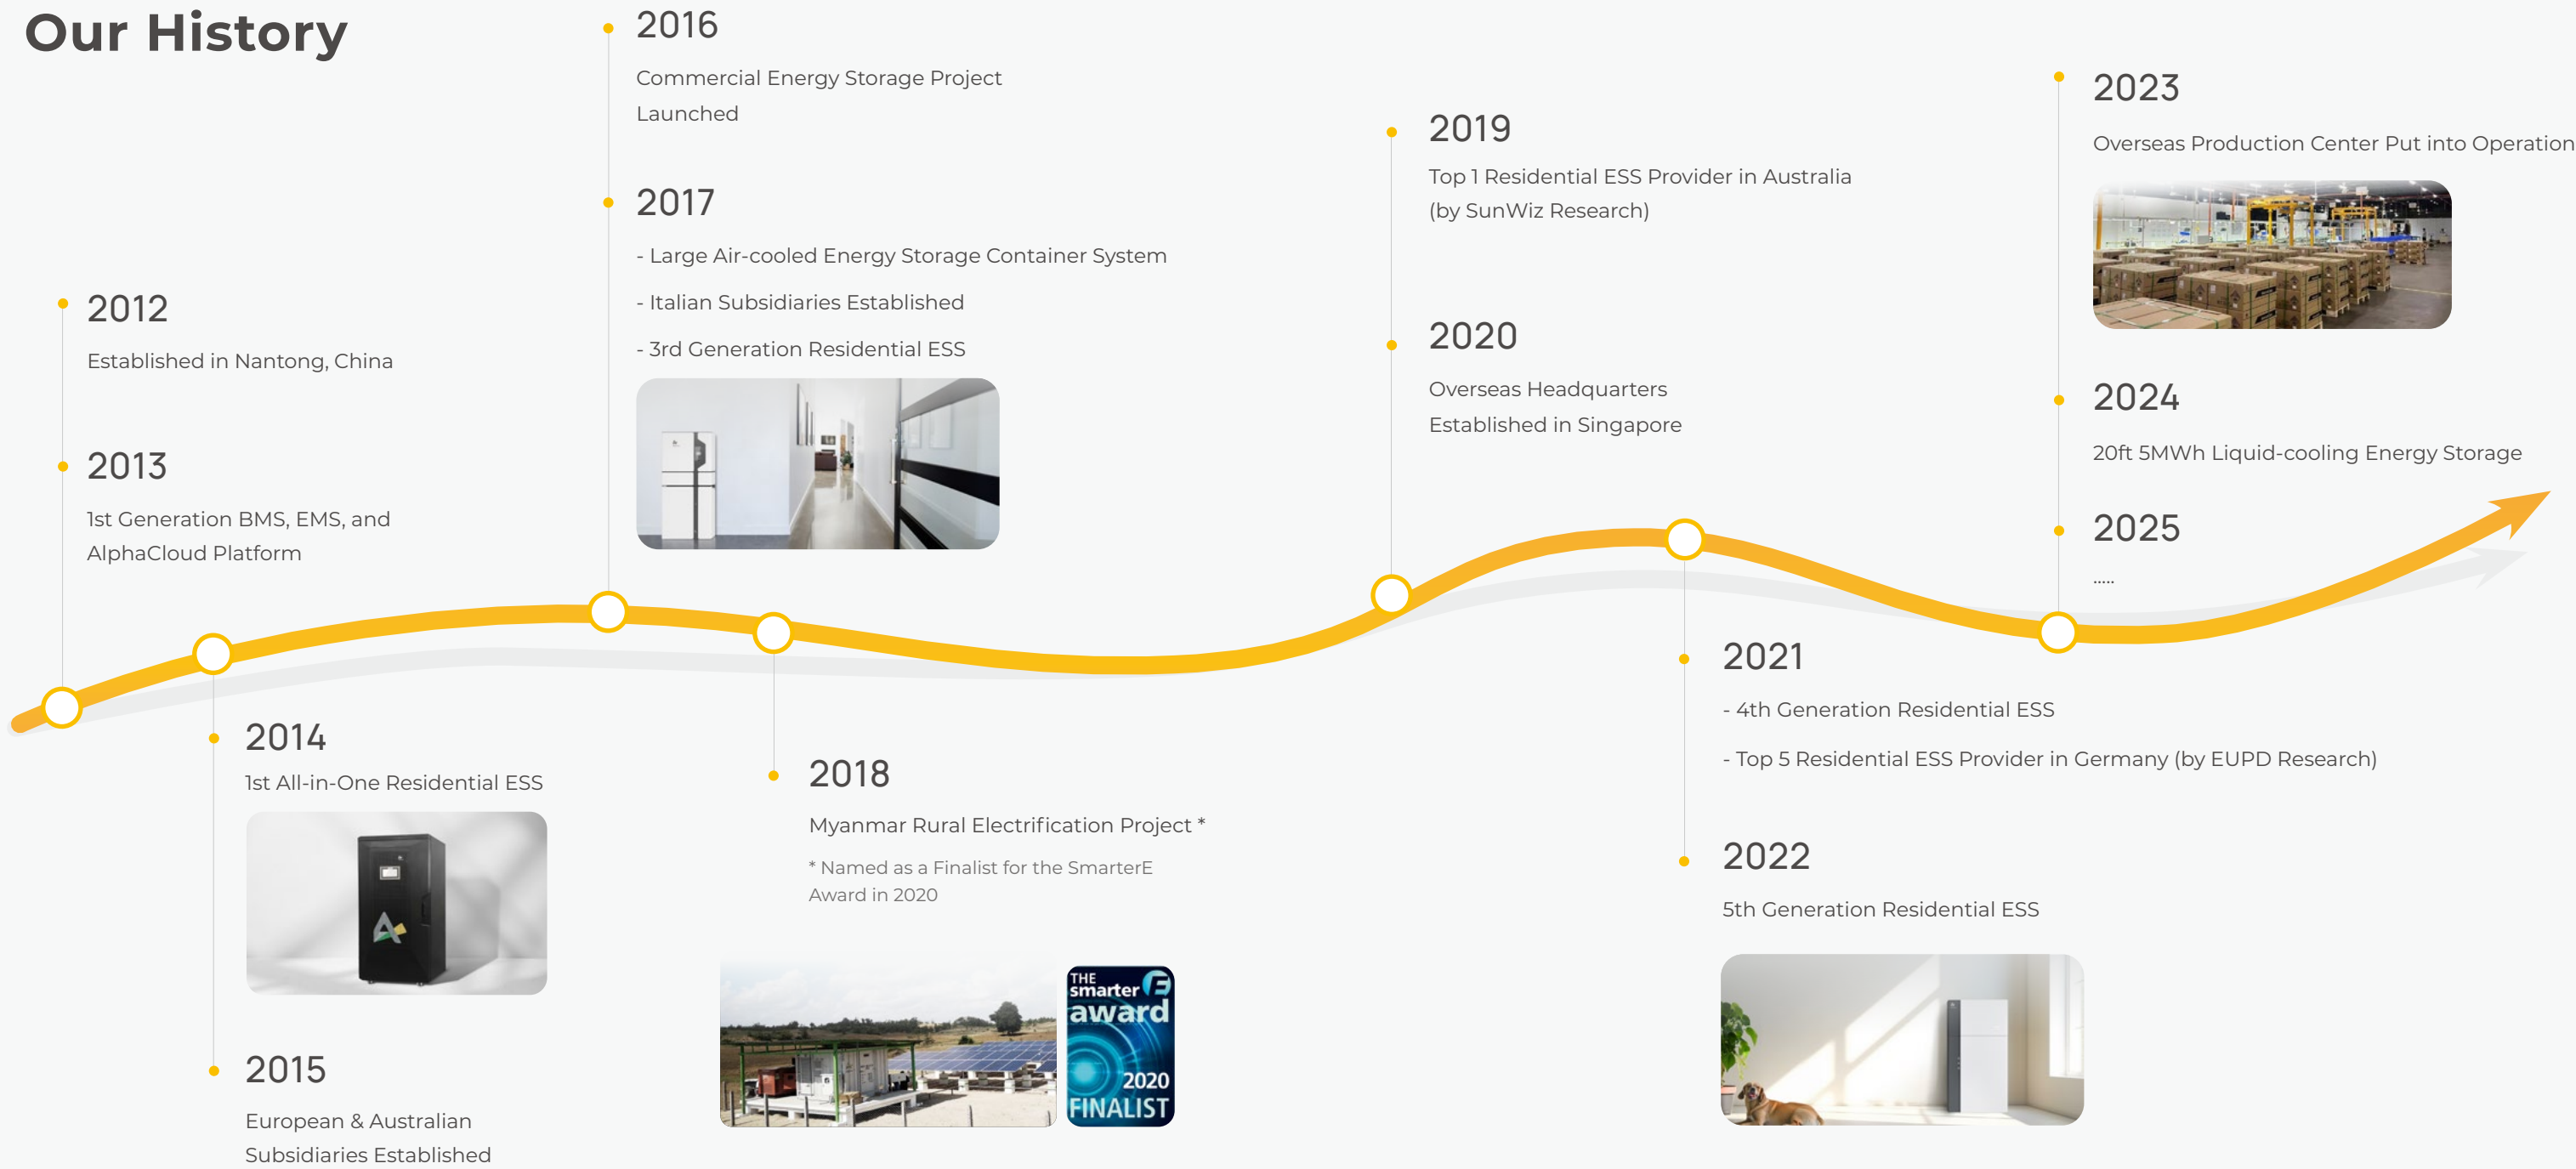 Our History
2012
Established in Nantong, China
2013
1st Generation BMS, EMS, and
AlphaCloud Platform
2014
1st All-in-One Residential ESS
2015
European & Australian
Subsidiaries Established
2016
Commercial Energy Storage Project
Launched
2017
- Large Air-cooled Energy Storage Container System
- Italian Subsidiaries Established
- 3rd Generation Residential ESS
2018
Myanmar Rural Electrification Project *
* Named as a Finalist for the SmarterE
Award in 2020
THE
smarter E
award
2020
FINALIST
2019
Top 1 Residential ESS Provider in Australia
(by SunWiz Research)
2020
Overseas Headquarters
Established in Singapore
2021
- 4th Generation Residential ESS
- Top 5 Residential ESS Provider in Germany (by EUPD Research)
2022
5th Generation Residential ESS
2023
Overseas Production Center Put into Operation
2024
20ft 5MWh Liquid-cooling Energy Storage
2025
.....